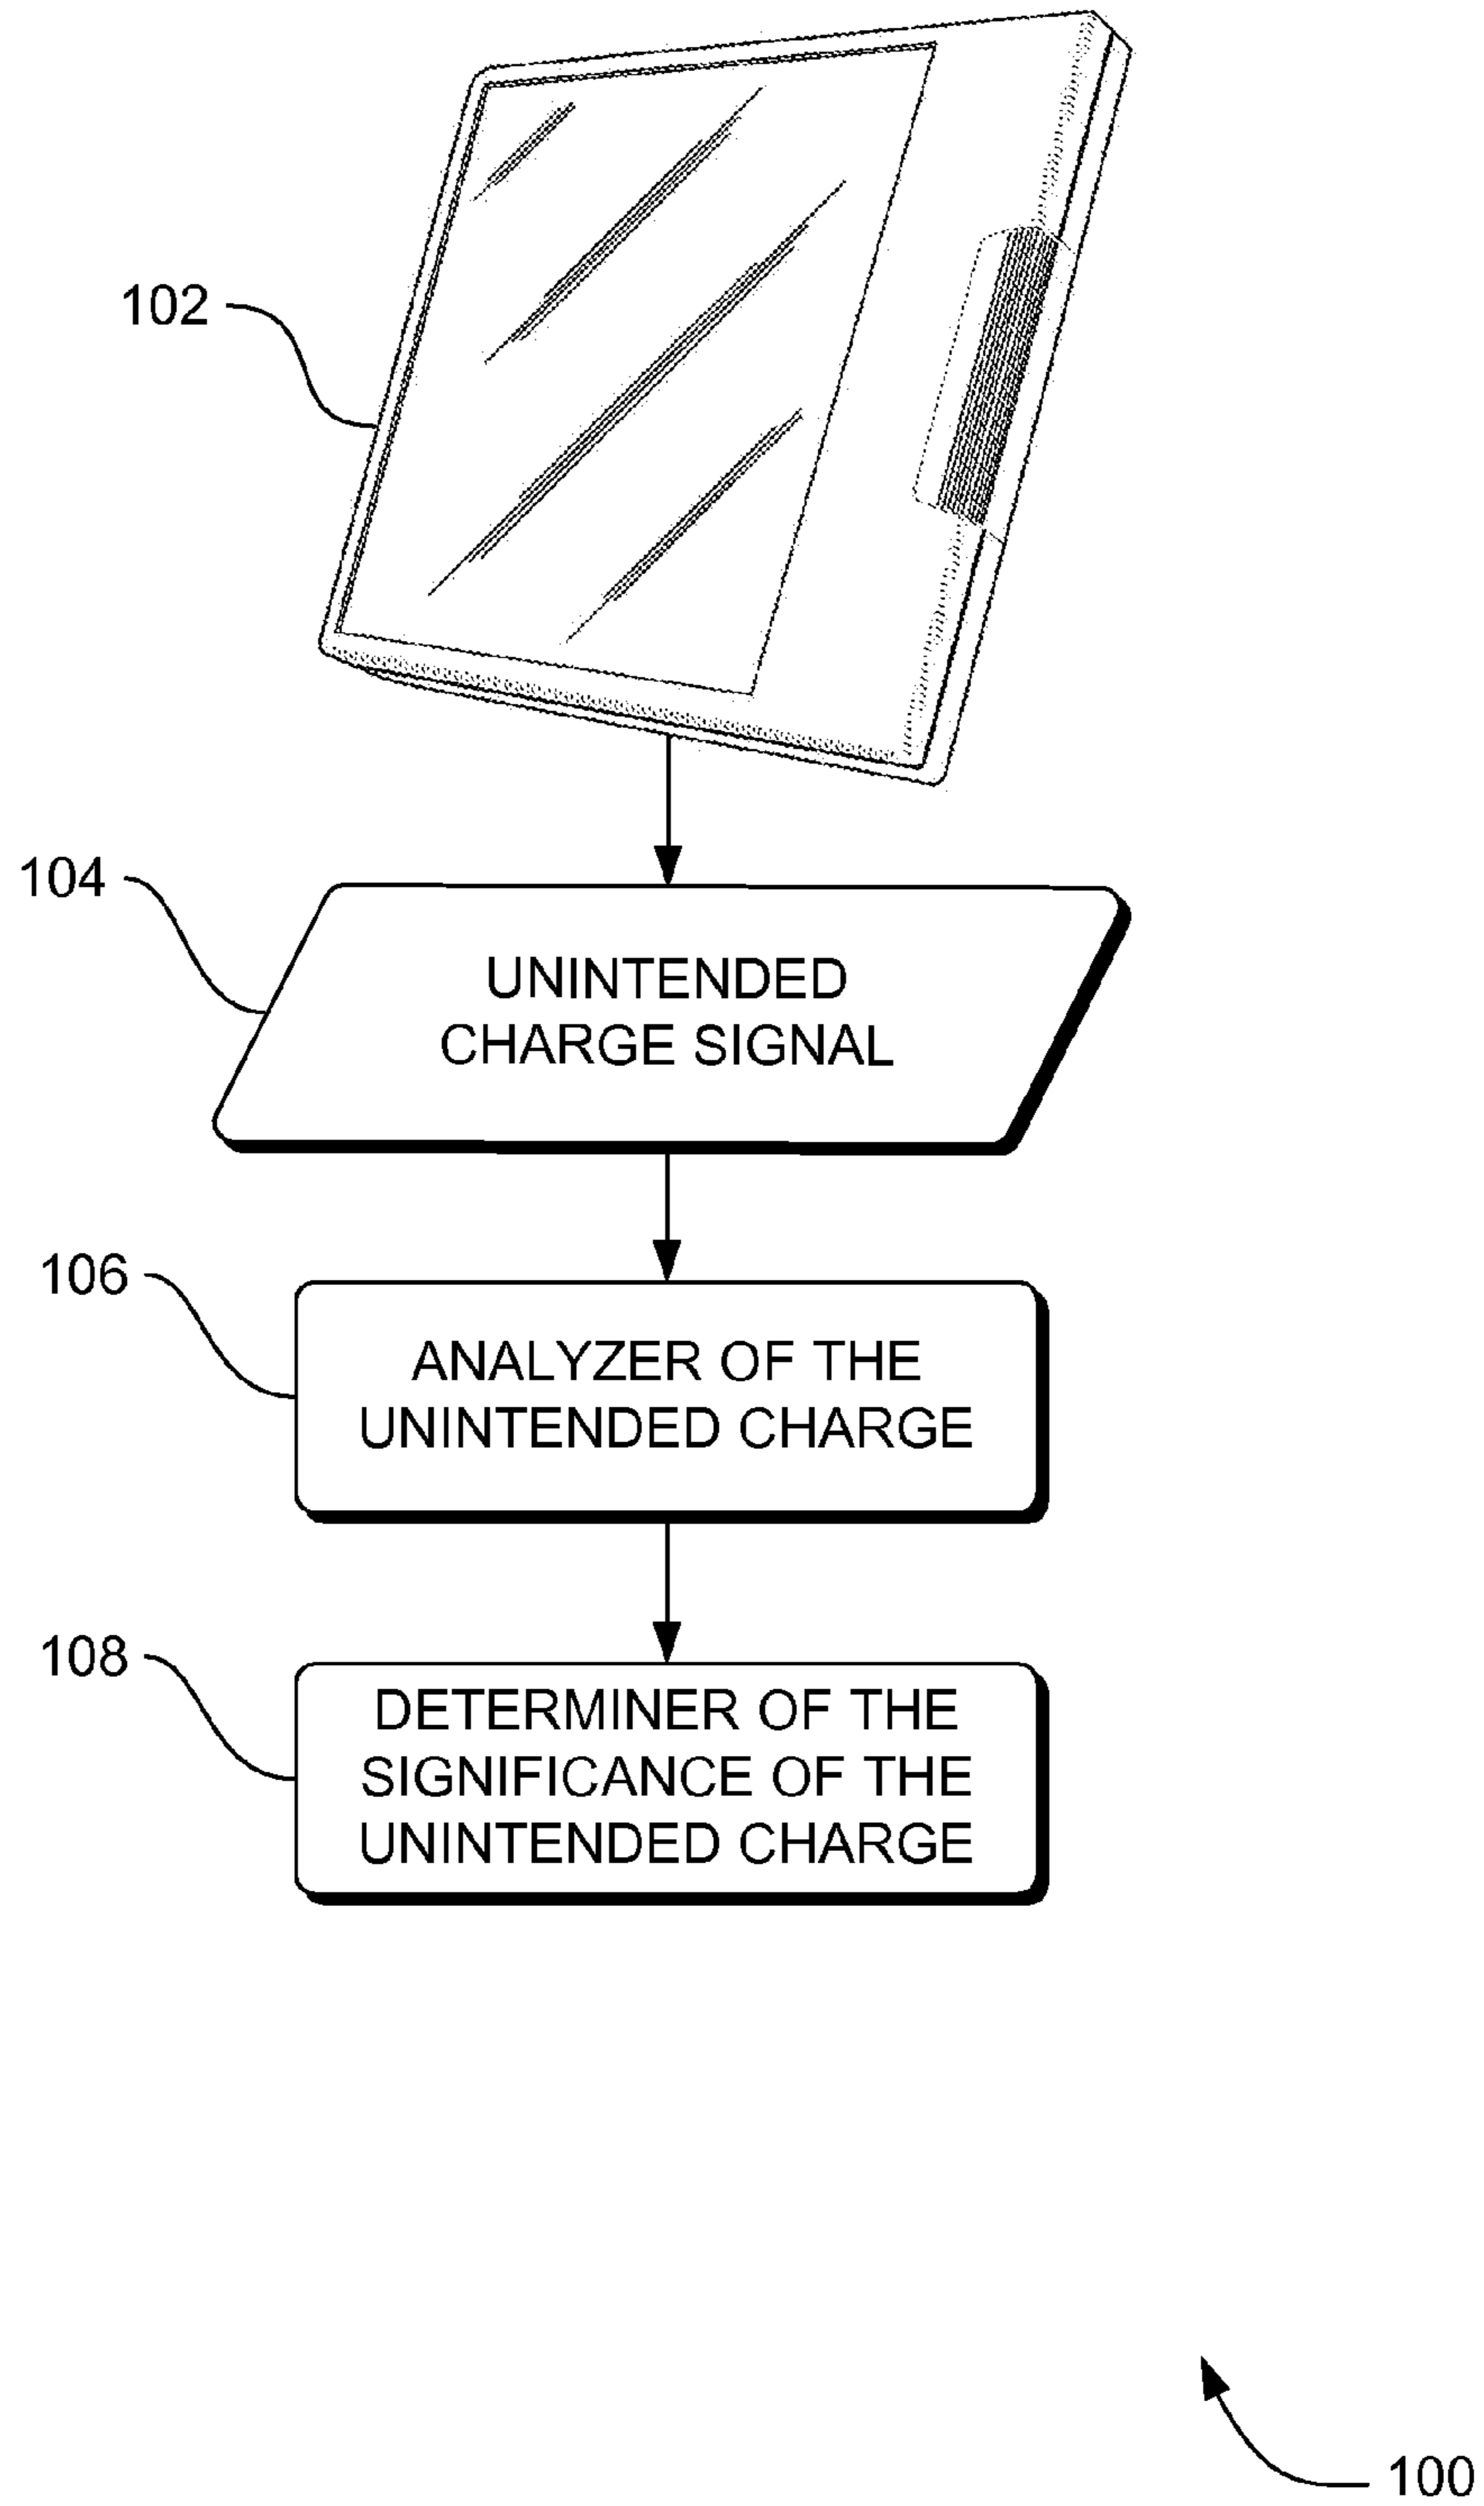 102
104
UNINTENDED
CHARGE SIGNAL
106
ANALYZER OF THE
UNINTENDED CHARGE
108
DETERMINER OF THE
SIGNIFICANCE OF THE
UNINTENDED CHARGE
100